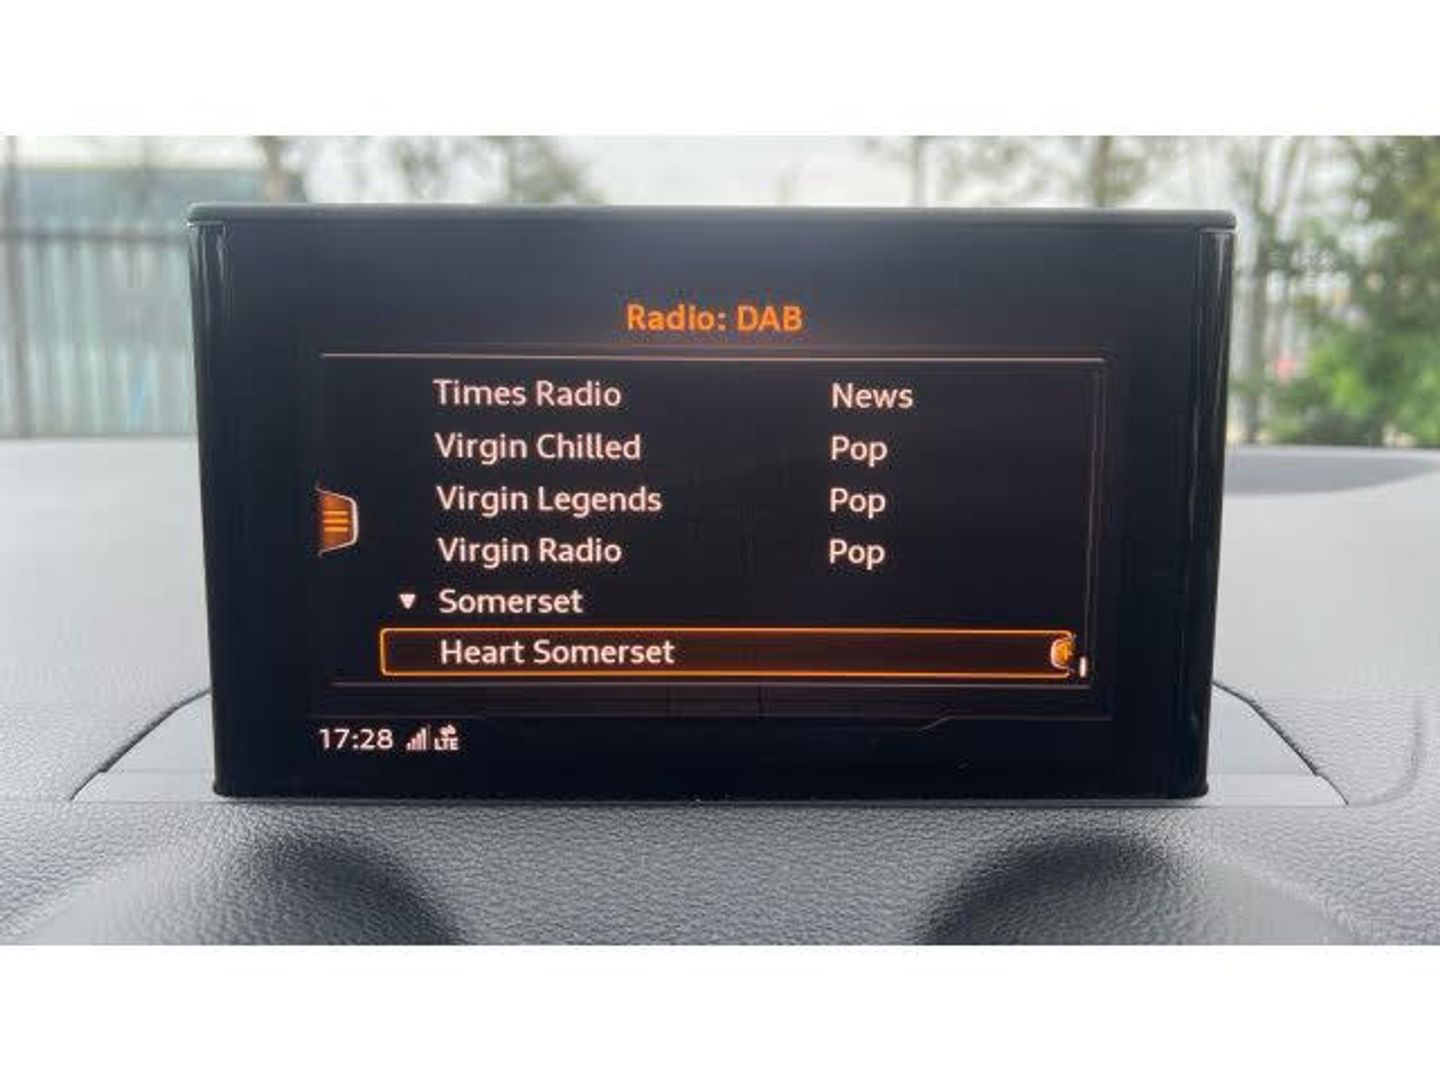 Radio: DAB
Times Radio News
Virgin Chilled Pop
Virgin Legends Pop
Virgin Radio Pop
Somerset
Heart Somerset
17:28 LTE